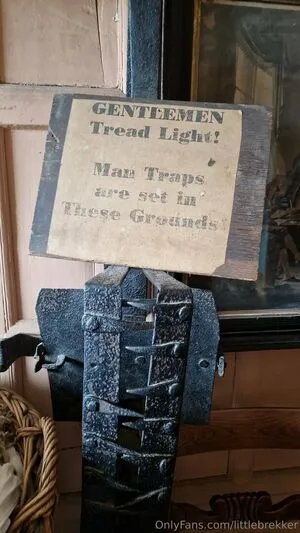 GENTLEMEN
Tread Light!
Man Traps
are set in
These Grounds!
OnlyFans.com/littlebrekker